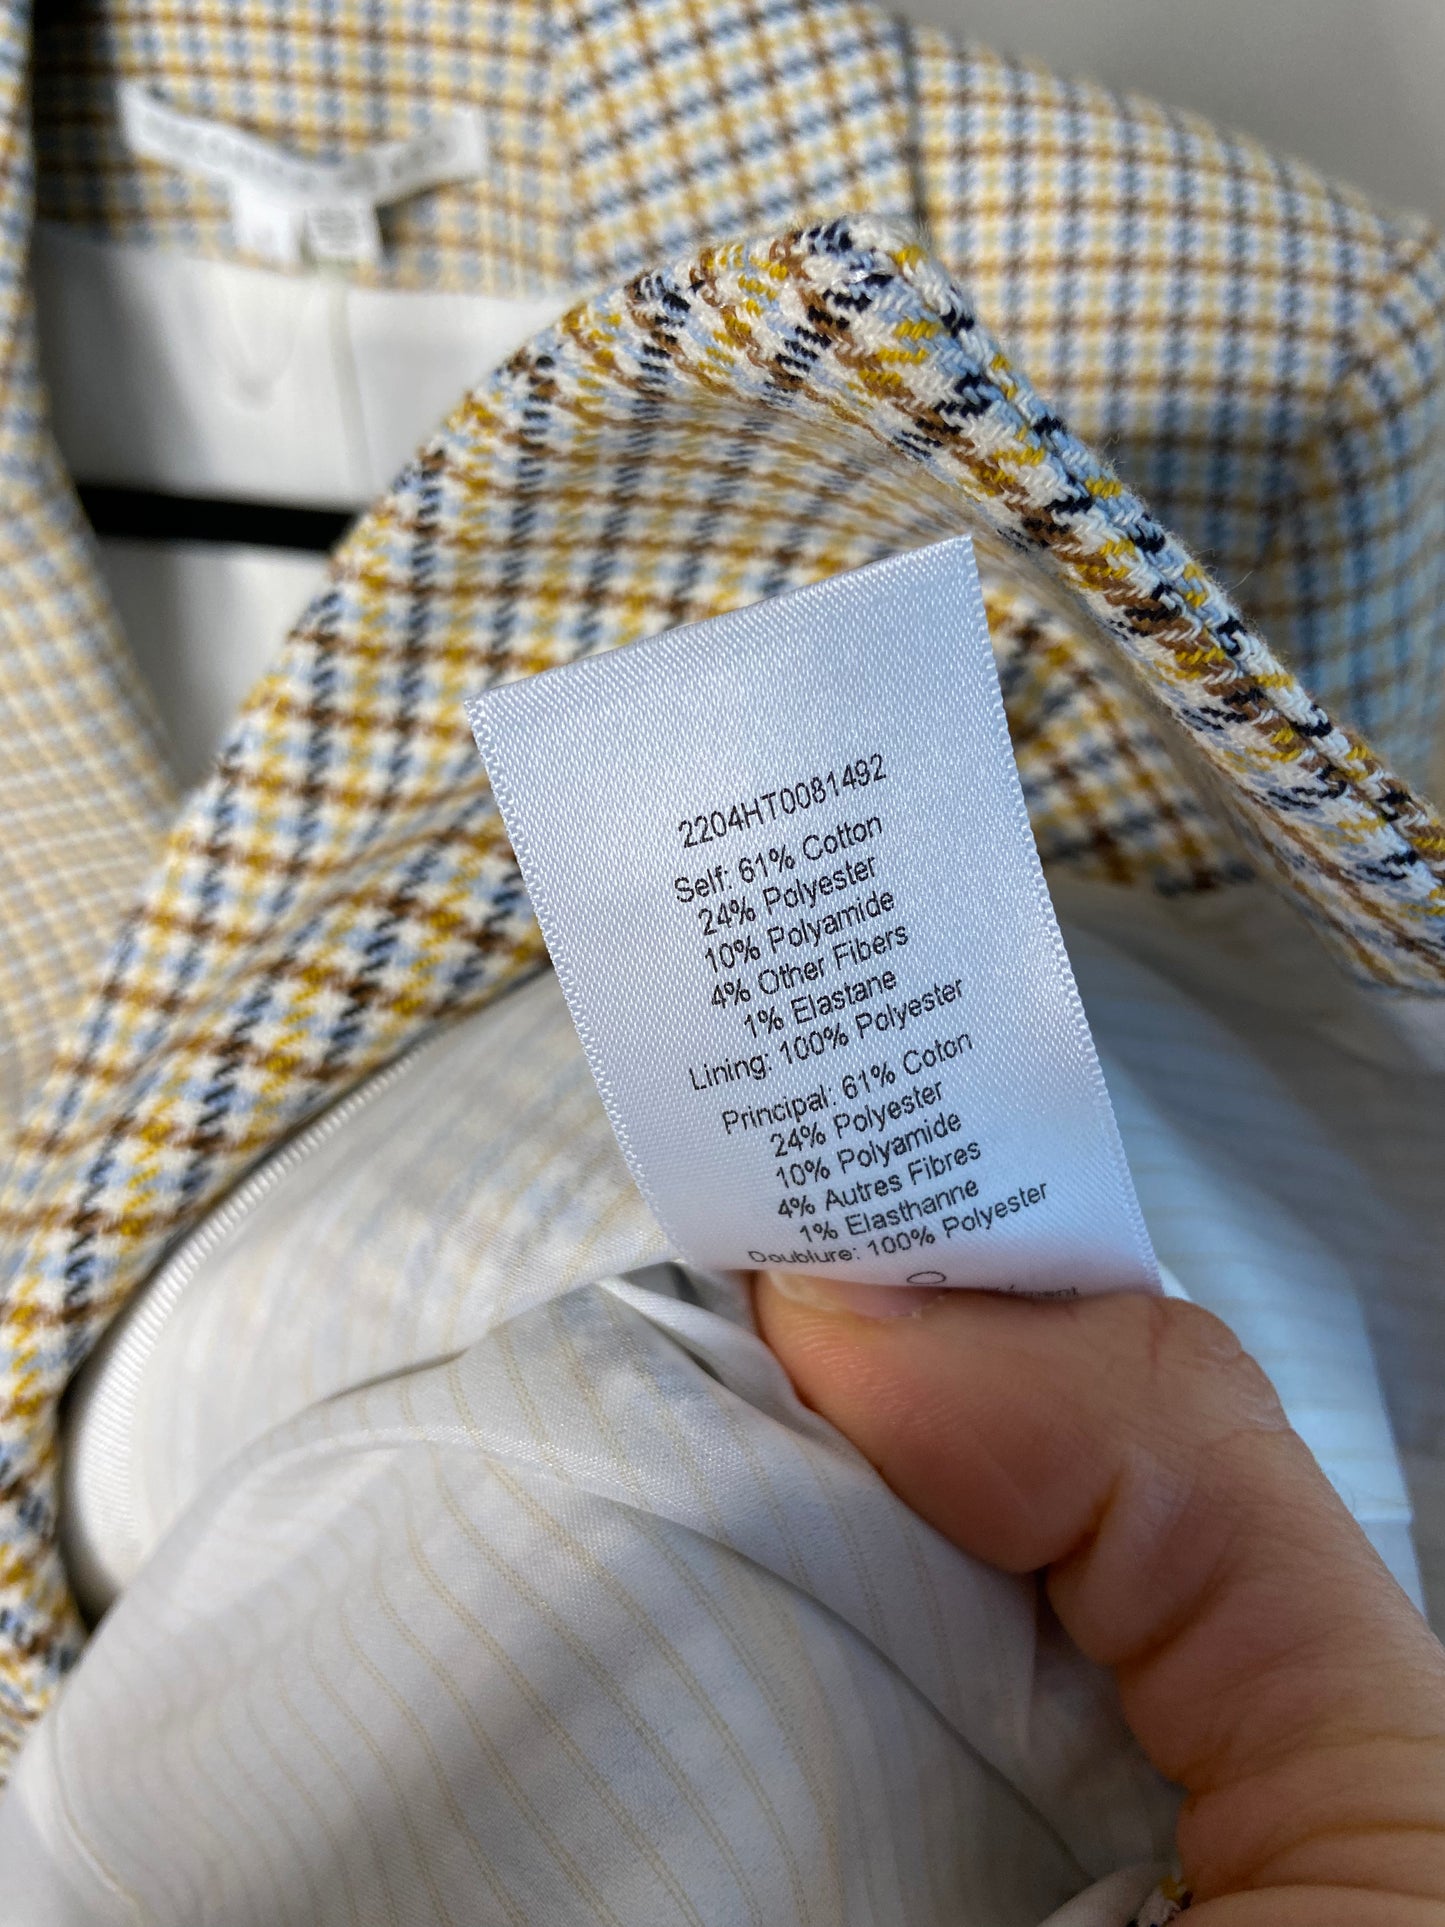 2204HT0081492
Self: 61% Cotton
24% Polyester
10% Polyamide
4% Other Fibers
1% Elastane
Lining: 100% Polyester
Principal: 61% Coton
24% Polyester
10% Polyamide
4% Autres Fibres
1% Elasthanne
Doublure: 100% Polyester